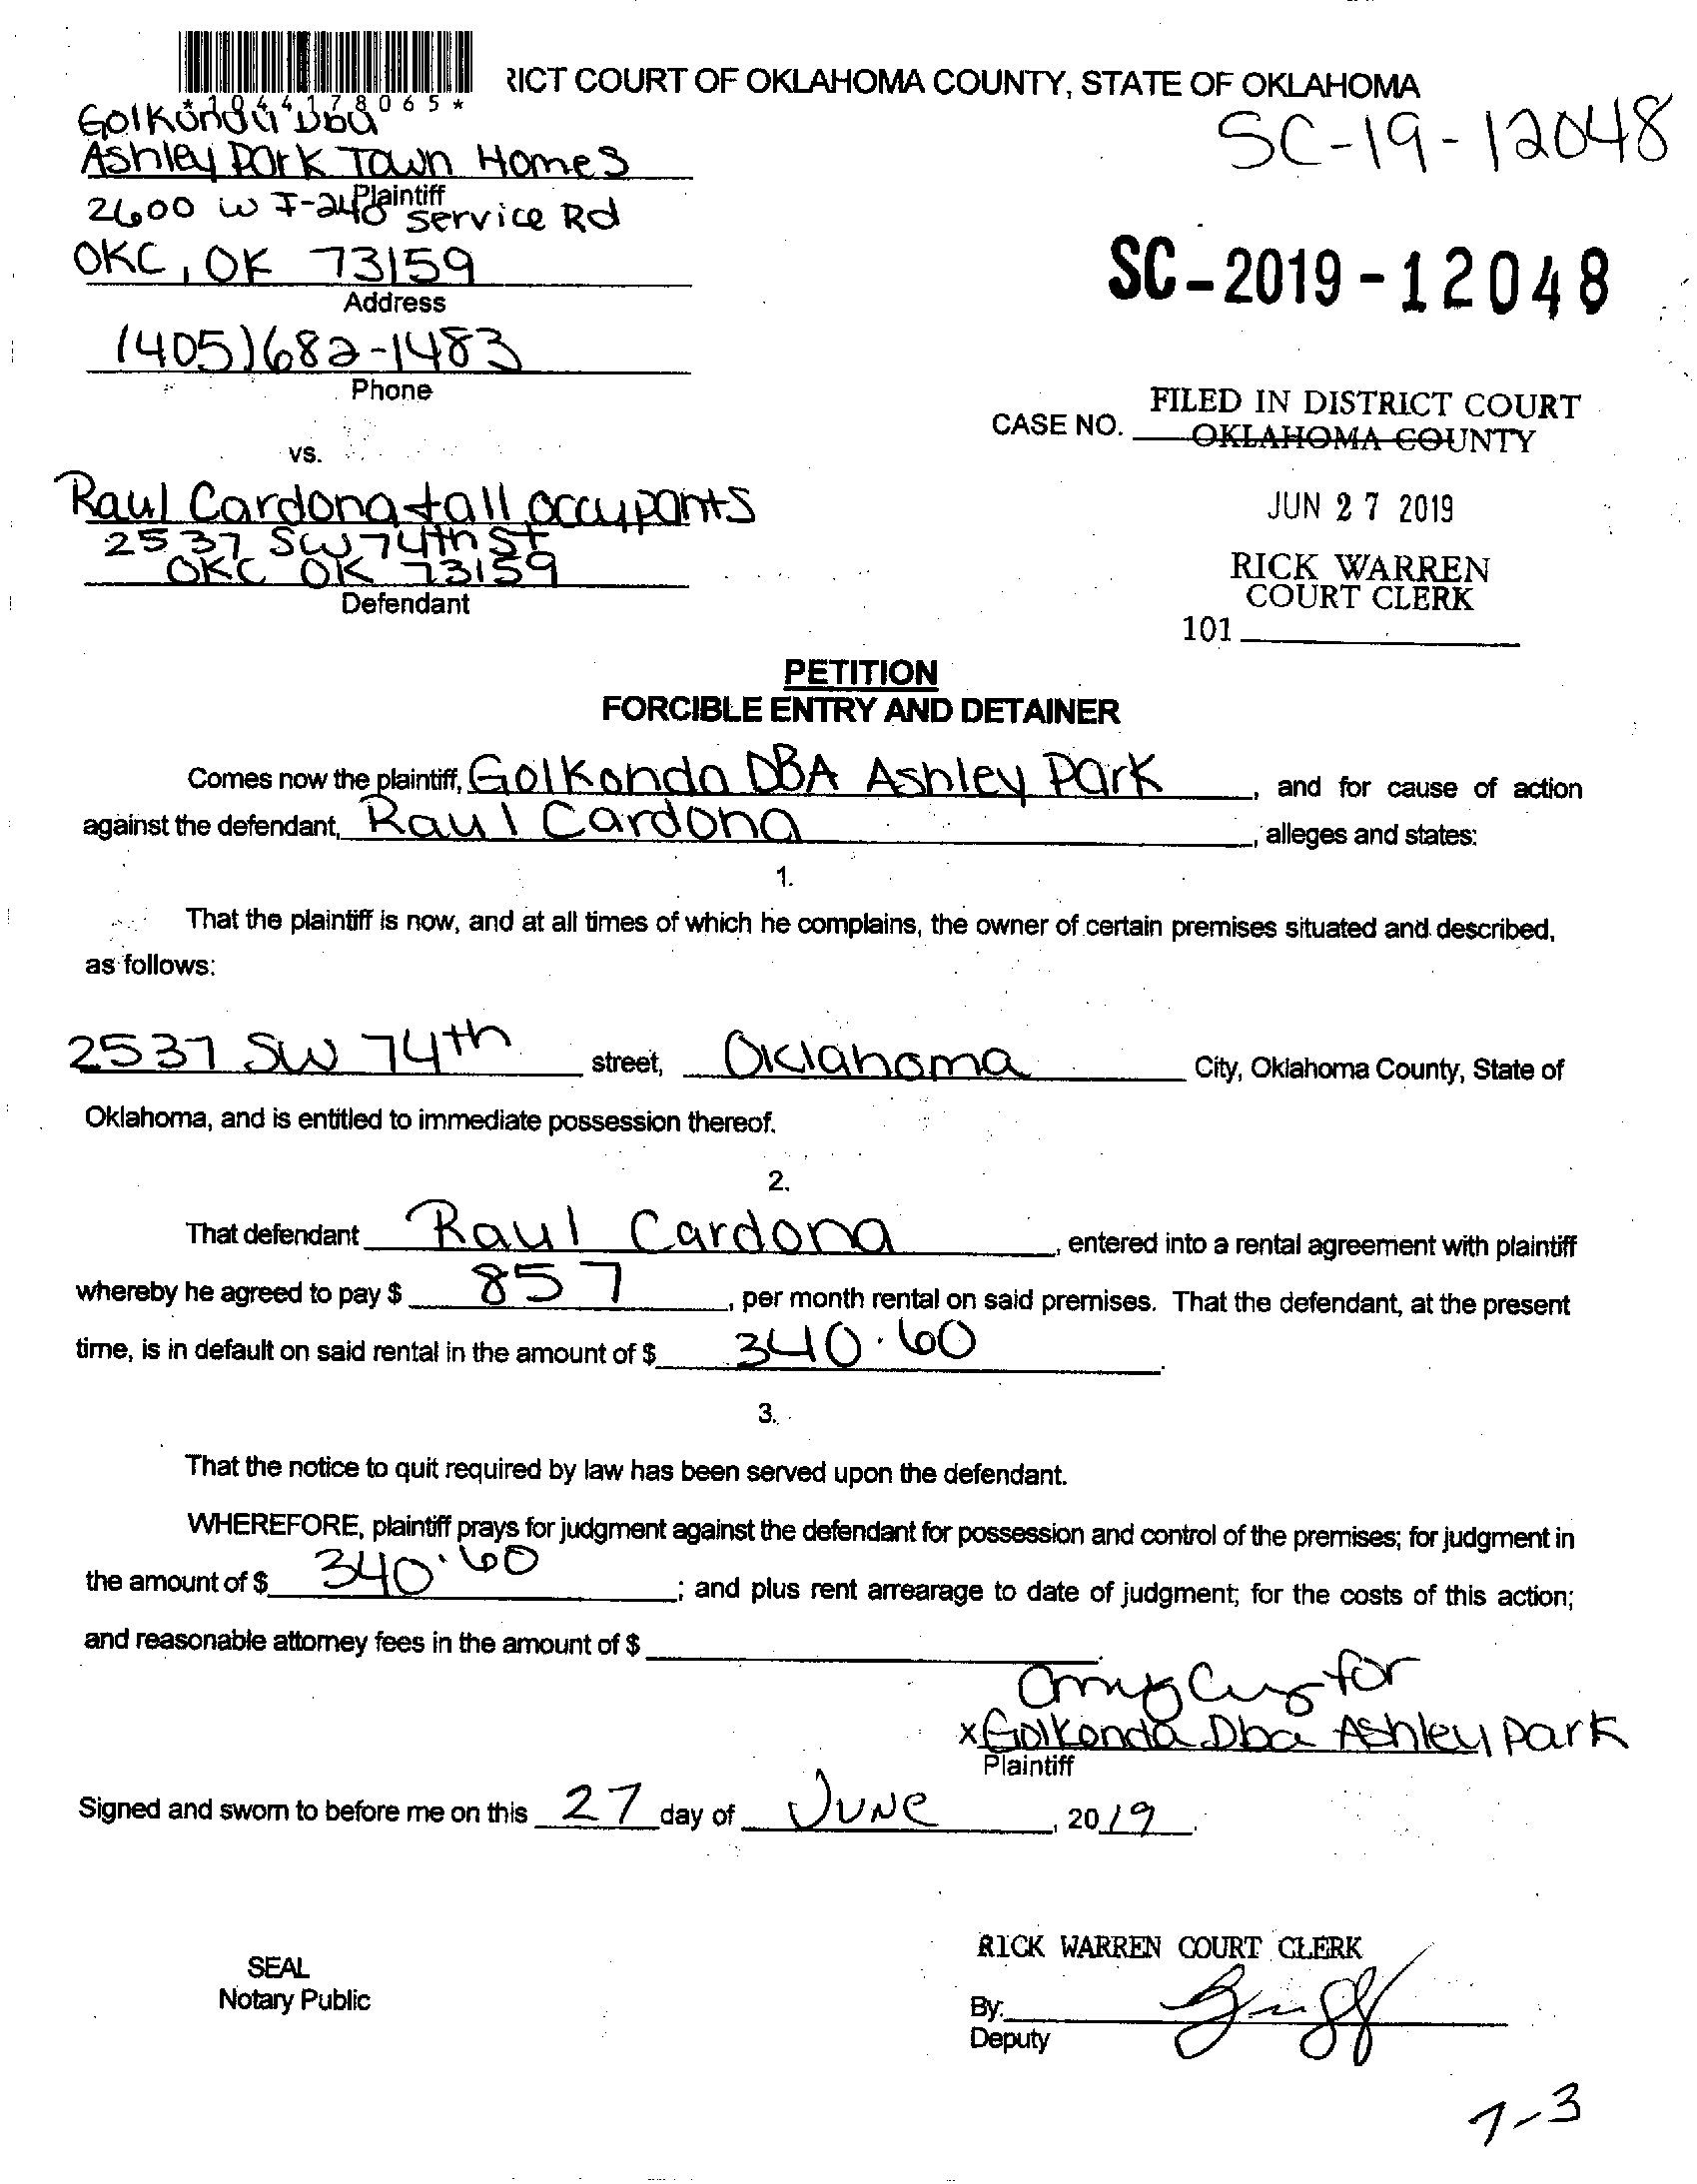 *1044178065*
RICT COURT OF OKLAHOMA COUNTY, STATE OF OKLAHOMA
Golkonda Dba
Ashley Park Town Homes
Plaintiff
2600 W I-240 Service Rd
OKC, OK 73159
Address
(405)682-1483
Phone
SC-19-12048
SC-2019-12048
CASE NO.
FILED IN DISTRICT COURT
OKLAHOMA COUNTY
JUN 27 2019
RICK WARREN
COURT CLERK
101
vs.
Raul Cardona + all occupants
2537 SW 74th St
OKC OK 73159
Defendant
PETITION
FORCIBLE ENTRY AND DETAINER
Comes now the plaintiff, Golkonda DBA Ashley Park, and for cause of action
against the defendant, Raul Cardona, alleges and states:
1.
That the plaintiff is now, and at all times of which he complains, the owner of certain premises situated and described,
as follows:
2537 SW 74th street, Oklahoma City, Oklahoma County, State of
Oklahoma, and is entitled to immediate possession thereof.
2.
That defendant Raul Cardona, entered into a rental agreement with plaintiff
whereby he agreed to pay $ 857, per month rental on said premises. That the defendant, at the present
time, is in default on said rental in the amount of $ 340.60.
3.
That the notice to quit required by law has been served upon the defendant.
WHEREFORE, plaintiff prays for judgment against the defendant for possession and control of the premises; for judgment in
the amount of $ 340.60; and plus rent arrearage to date of judgment; for the costs of this action;
and reasonable attorney fees in the amount of $ .
for
x Golkonda Dba Ashley Park
Plaintiff
Signed and sworn to before me on this 27 day of June, 2019.
SEAL
Notary Public
RICK WARREN COURT CLERK
By:
Deputy
7-3